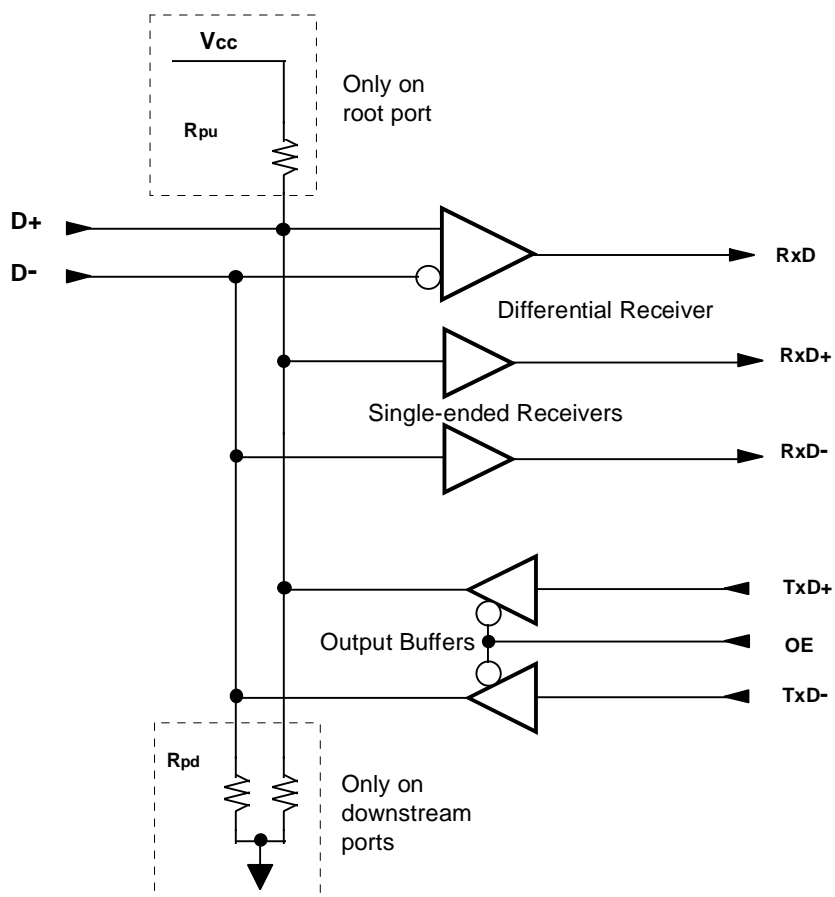 Vcc
Only on
root port
Rpu
D+
D-
RxD
Differential Receiver
RxD+
Single-ended Receivers
RxD-
TxD+
Output Buffers
OE
TxD-
Rpd
Only on
downstream
ports